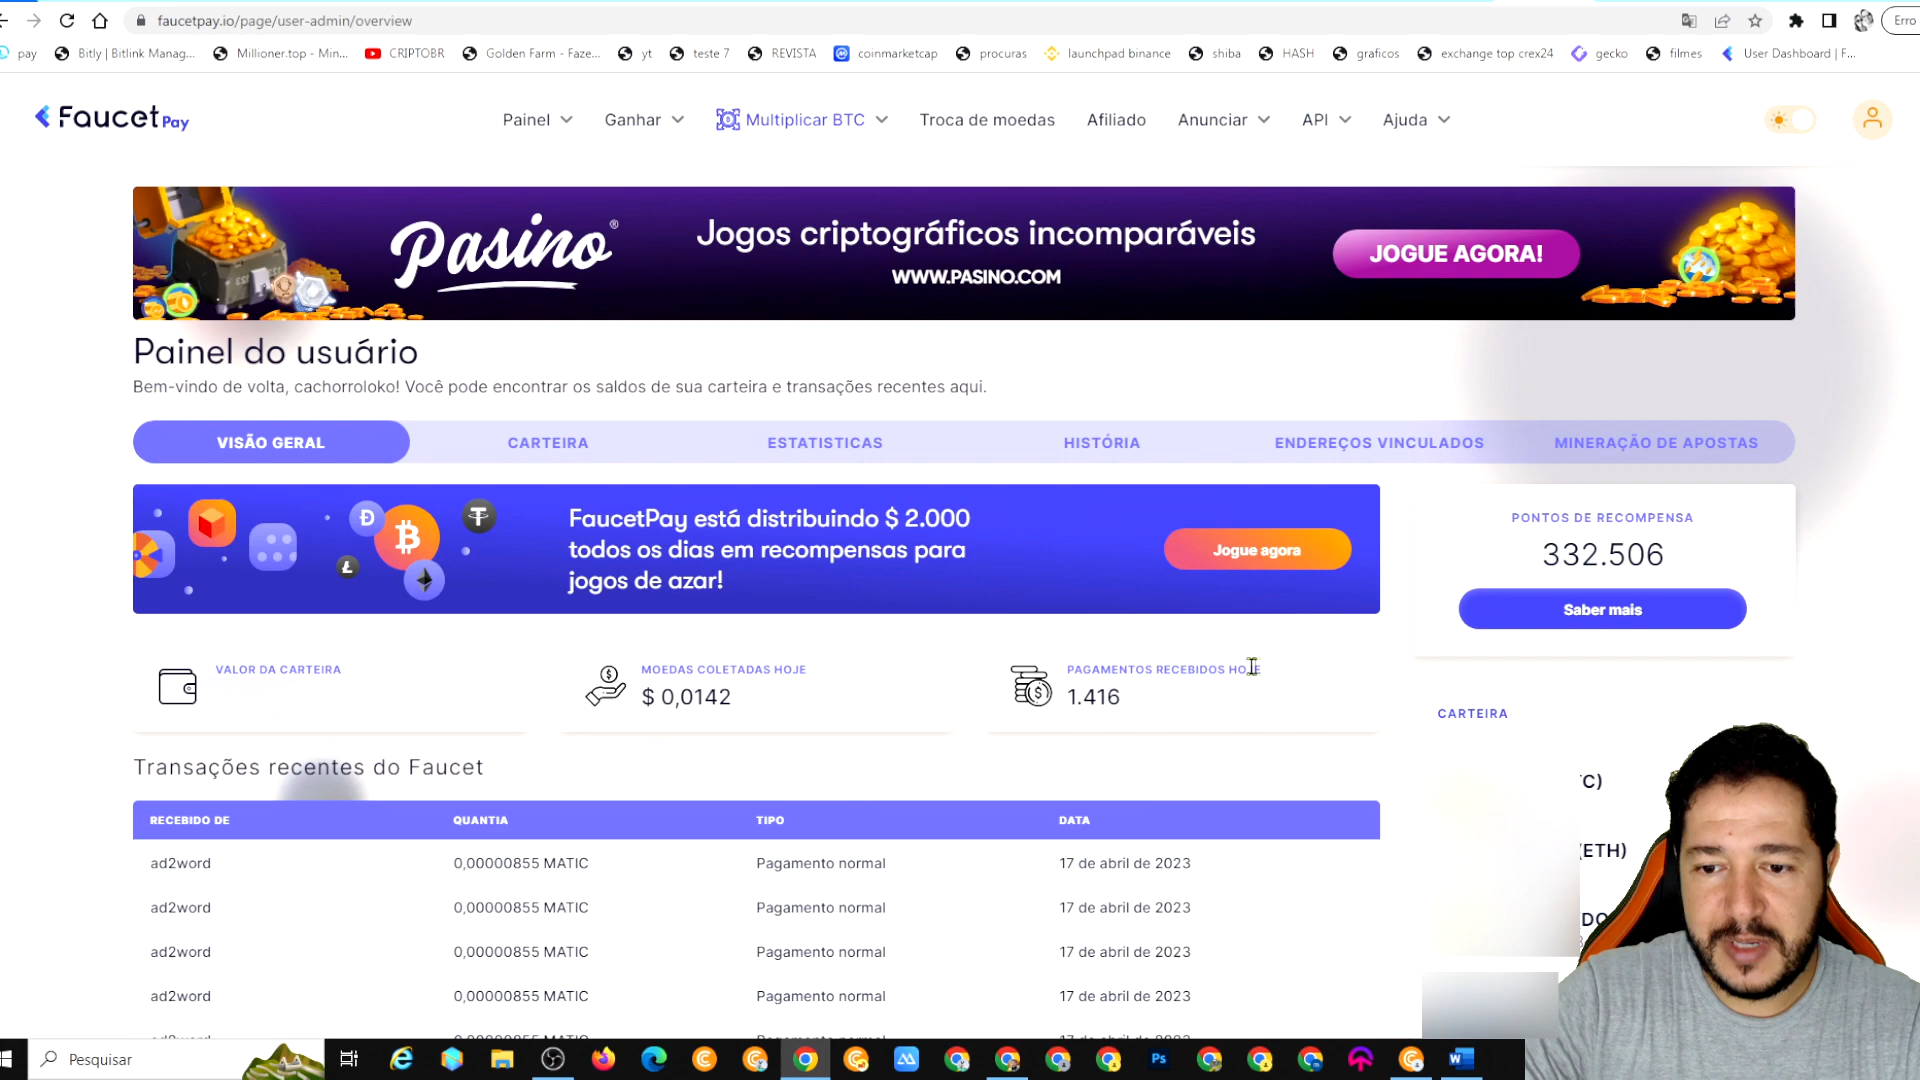 faucetpay.io/page/user-admin/overview
Erro
pay
Bitly | Bitlink Manag...
Millioner.top - Min...
CRIPTOBR
Golden Farm - Faze...
yt
teste 7
REVISTA
coinmarketcap
procuras
launchpad binance
shiba
HASH
graficos
exchange top crex24
gecko
filmes
User Dashboard | F...
Faucet Pay
Painel
Ganhar
Multiplicar BTC
Troca de moedas
Afiliado
Anunciar
API
Ajuda
Pasino®
Jogos criptográficos incomparáveis
WWW.PASINO.COM
JOGUE AGORA!
Painel do usuário
Bem-vindo de volta, cachorroloko! Você pode encontrar os saldos de sua carteira e transações recentes aqui.
VISÃO GERAL
CARTEIRA
ESTATISTICAS
HISTÓRIA
ENDEREÇOS VINCULADOS
MINERAÇÃO DE APOSTAS
FaucetPay está distribuindo $ 2.000
todos os dias em recompensas para
jogos de azar!
Jogue agora
PONTOS DE RECOMPENSA
332.506
Saber mais
VALOR DA CARTEIRA
MOEDAS COLETADAS HOJE
$ 0,0142
PAGAMENTOS RECEBIDOS HOJE
1.416
CARTEIRA
C)
(ETH)
Transações recentes do Faucet
RECEBIDO DE QUANTIA TIPO DATA
ad2word 0,00000855 MATIC Pagamento normal 17 de abril de 2023
ad2word 0,00000855 MATIC Pagamento normal 17 de abril de 2023
ad2word 0,00000855 MATIC Pagamento normal 17 de abril de 2023
ad2word 0,00000855 MATIC Pagamento normal 17 de abril de 2023
Pesquisar
Ps